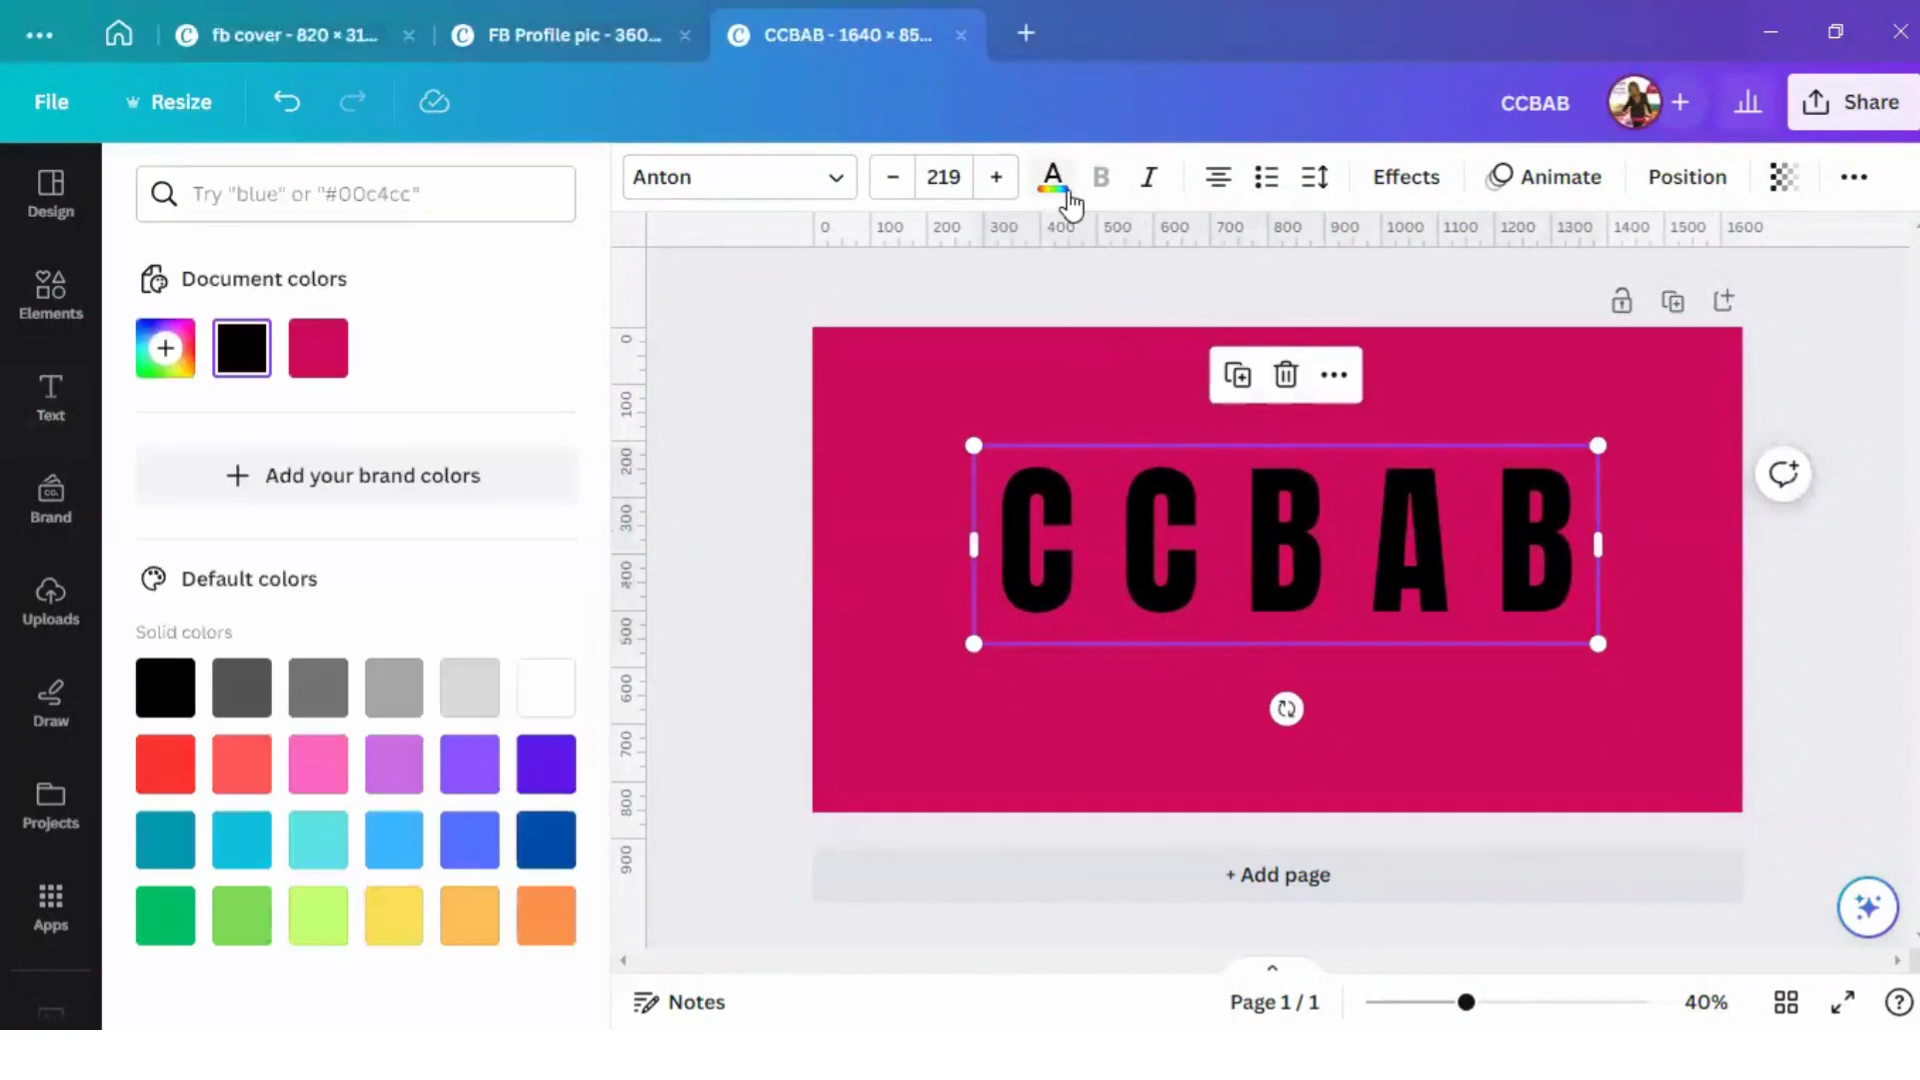 fb cover - 820 × 31...
FB Profile pic - 360...
CCBAB - 1640 × 85...
File
Resize
CCBAB
Share
Design
Elements
Text
Brand
CO.
Uploads
Draw
Projects
Apps
Try "blue" or "#00c4cc"
Document colors
Add your brand colors
Default colors
Solid colors
Anton
219
A
B
I
Effects
Animate
Position
0 100 200 300 400 500 600 700 800 900 1000 1100 1200 1300 1400 1500 1600
0
100
200
300
400
500
600
700
800
900
CCBAB
+ Add page
Notes
Page 1 / 1
40%